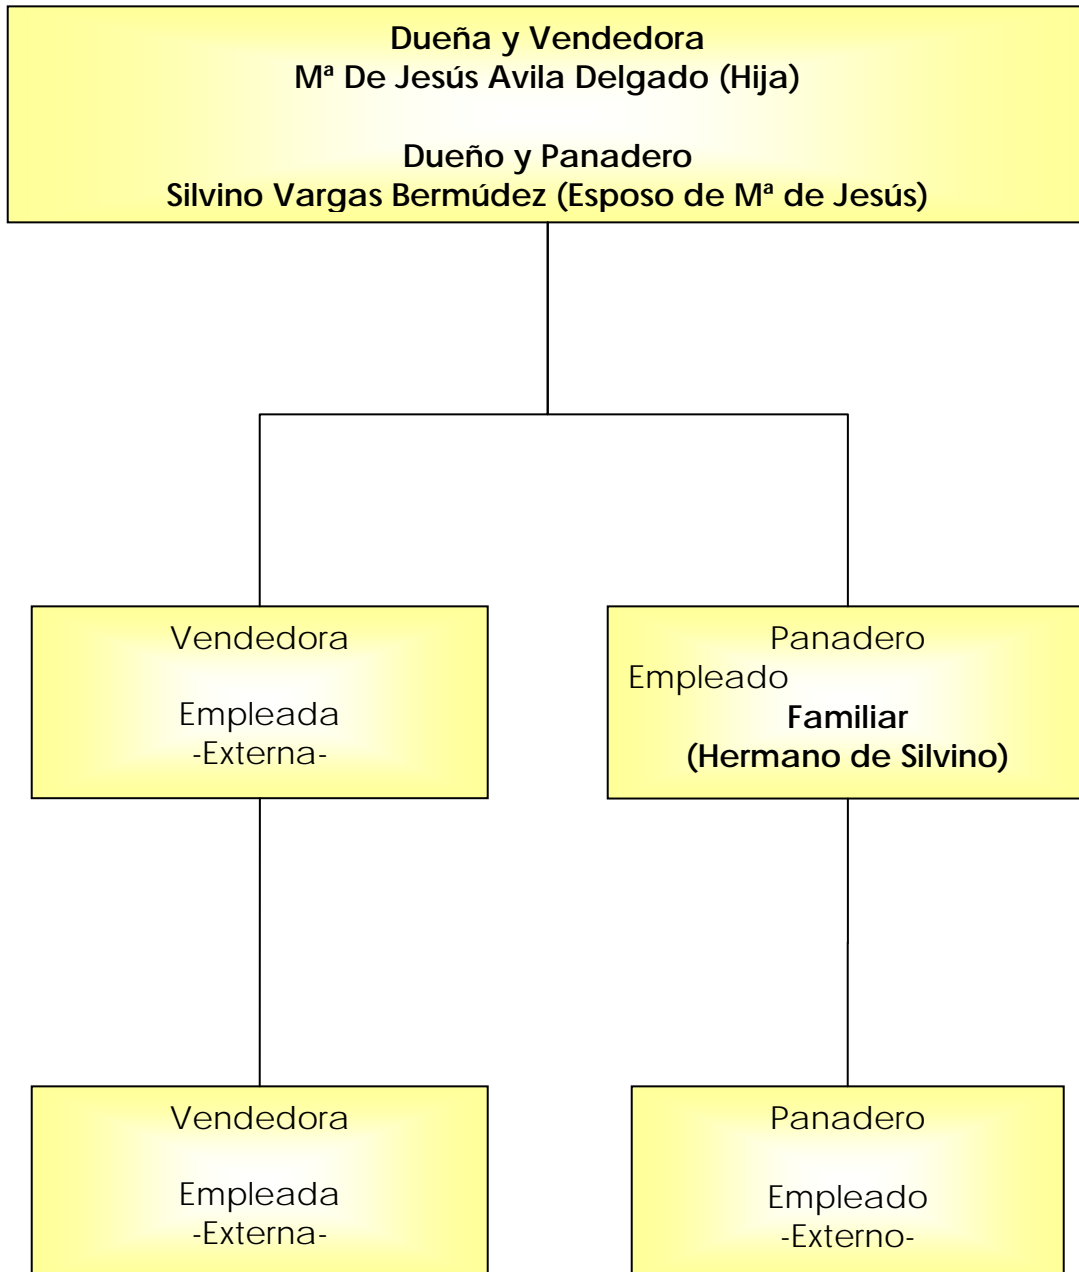 Dueña y Vendedora
Mª De Jesús Avila Delgado (Hija)
Dueño y Panadero
Silvino Vargas Bermúdez (Esposo de Mª de Jesús)
Vendedora
Empleada
-Externa-
Panadero
Empleado
Familiar
(Hermano de Silvino)
Vendedora
Empleada
-Externa-
Panadero
Empleado
-Externo-